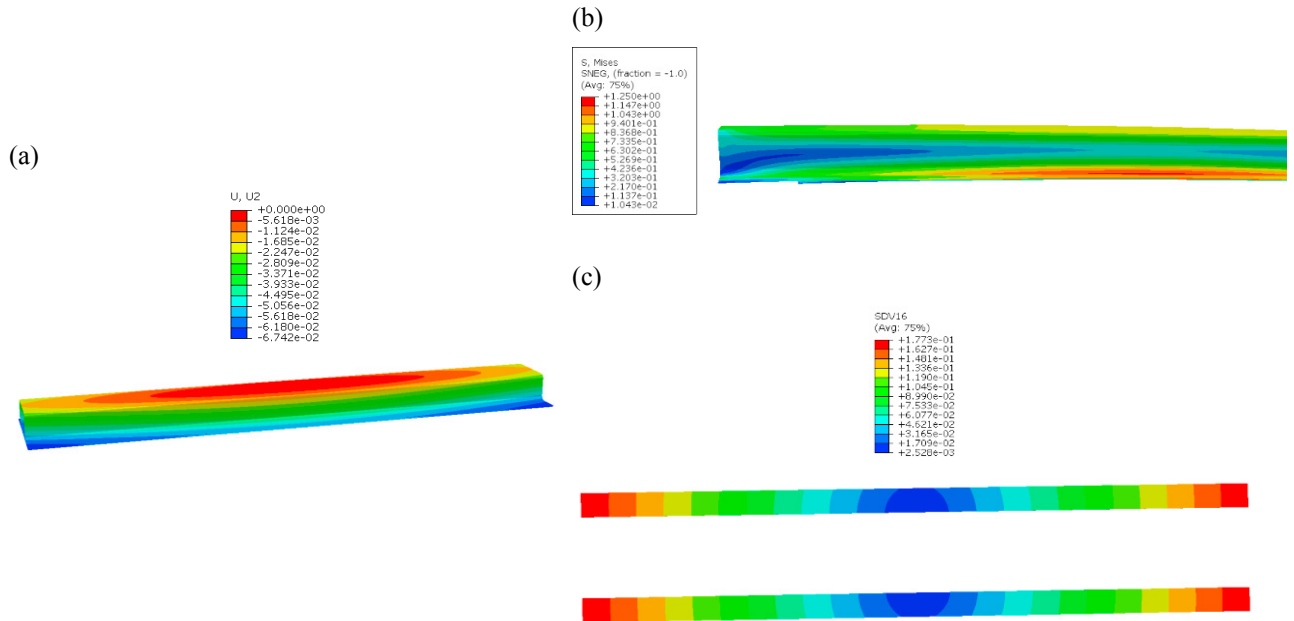 (a)
U, U2
+0.000e+00
-5.618e-03
-1.124e-02
-1.685e-02
-2.247e-02
-2.809e-02
-3.371e-02
-3.933e-02
-4.495e-02
-5.056e-02
-5.618e-02
-6.180e-02
-6.742e-02
(b)
S, Mises
SNEG, (fraction = -1.0)
(Avg: 75%)
+1.250e+00
+1.147e+00
+1.043e+00
+9.401e-01
+8.368e-01
+7.335e-01
+6.302e-01
+5.269e-01
+4.236e-01
+3.203e-01
+2.170e-01
+1.137e-01
+1.043e-02
(c)
SDV16
(Avg: 75%)
+1.773e-01
+1.627e-01
+1.481e-01
+1.336e-01
+1.190e-01
+1.045e-01
+8.990e-02
+7.533e-02
+6.077e-02
+4.621e-02
+3.165e-02
+1.709e-02
+2.528e-03